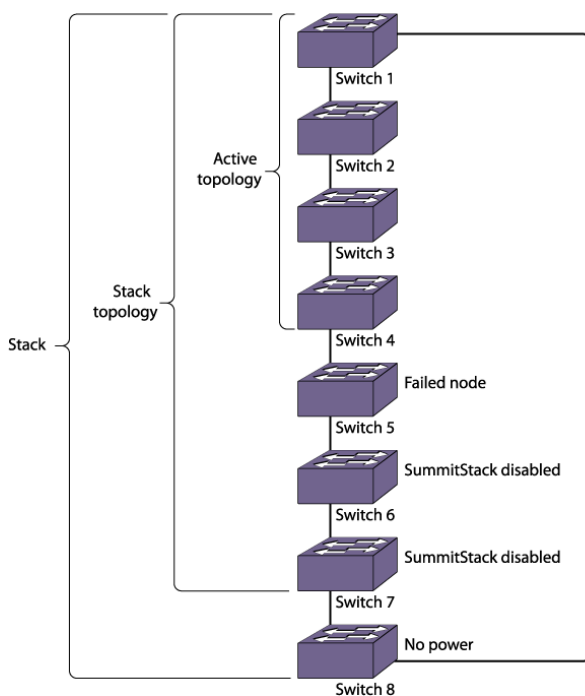 Switch 1
Switch 2
Active
topology
Switch 3
Stack
topology
Switch 4
Stack
Failed node
Switch 5
SummitStack disabled
Switch 6
SummitStack disabled
Switch 7
No power
Switch 8